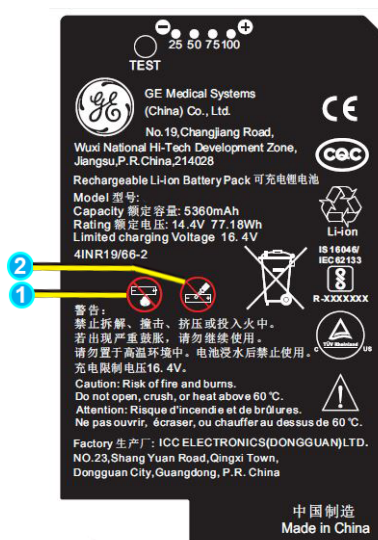 25 50 75 100
TEST
GE Medical Systems
(China) Co., Ltd.
No.19,Changjiang Road,
Wuxi National Hi-Tech Development Zone,
Jiangsu,P.R.China,214028
CE
CQC
Rechargeable Li-ion Battery Pack 可充电锂电池
Model 型号:
Capacity 额定容量: 5360mAh
Rating 额定电压: 14.4V 77.18Wh
Limited charging Voltage 16. 4V
4INR19/66-2
Li-ion
IS 16046/
IEC 62133
R-XXXXXXX
2
1
警告:
禁止拆解、撞击、挤压或投入火中。
若出现严重鼓胀，请勿继续使用。
请勿置于高温环境中。电池浸水后禁止使用。
充电限制电压16. 4V。
C TÜV Rheinland US
Caution: Risk of fire and burns.
Do not open, crush, or heat above 60 °C.
Attention: Risque d'incendie et de brûlures.
Ne pas ouvrir, écraser, ou chauffer au dessus de 60 °C.
Factory 生产厂: ICC ELECTRONICS(DONGGUAN)LTD.
NO.23,Shang Yuan Road,Qingxi Town,
Dongguan City,Guangdong, P.R. China
中国制造
Made in China